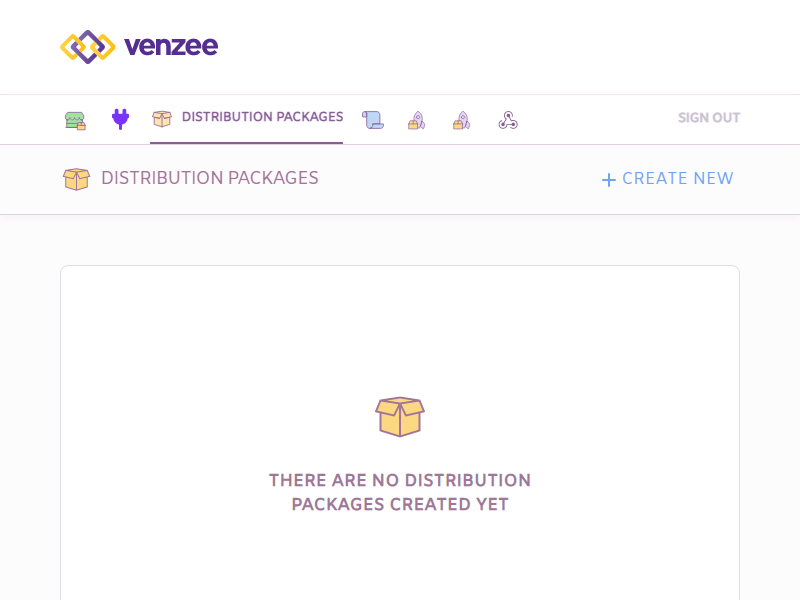 venzee
DISTRIBUTION PACKAGES
SIGN OUT
DISTRIBUTION PACKAGES
CREATE NEW
THERE ARE NO DISTRIBUTION
PACKAGES CREATED YET